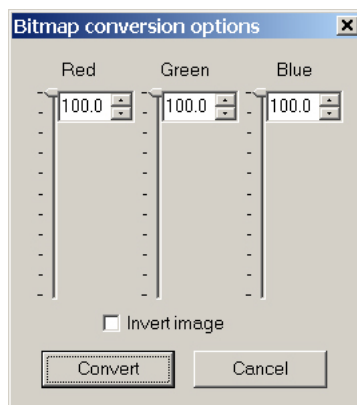 Bitmap conversion options
Red Green Blue
100.0 100.0 100.0
Invert image
Convert Cancel